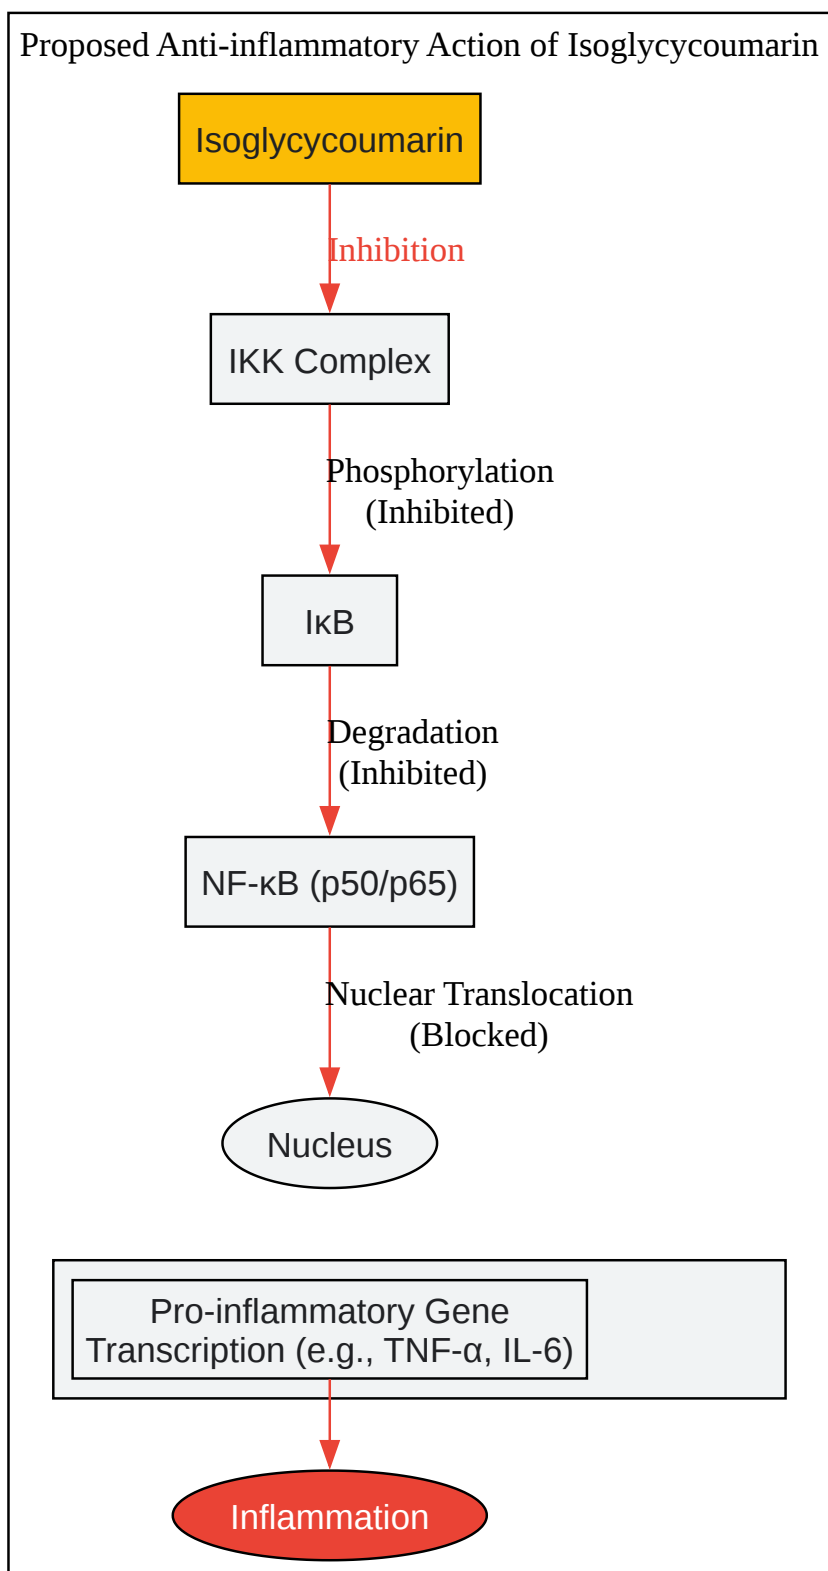 Proposed Anti-inflammatory Action of Isoglycycoumarin
Isoglycycoumarin
Inhibition
IKK Complex
Phosphorylation
(Inhibited)
IκB
Degradation
(Inhibited)
NF-κB (p50/p65)
Nuclear Translocation
(Blocked)
Nucleus
Pro-inflammatory Gene
Transcription (e.g., TNF-α, IL-6)
Inflammation